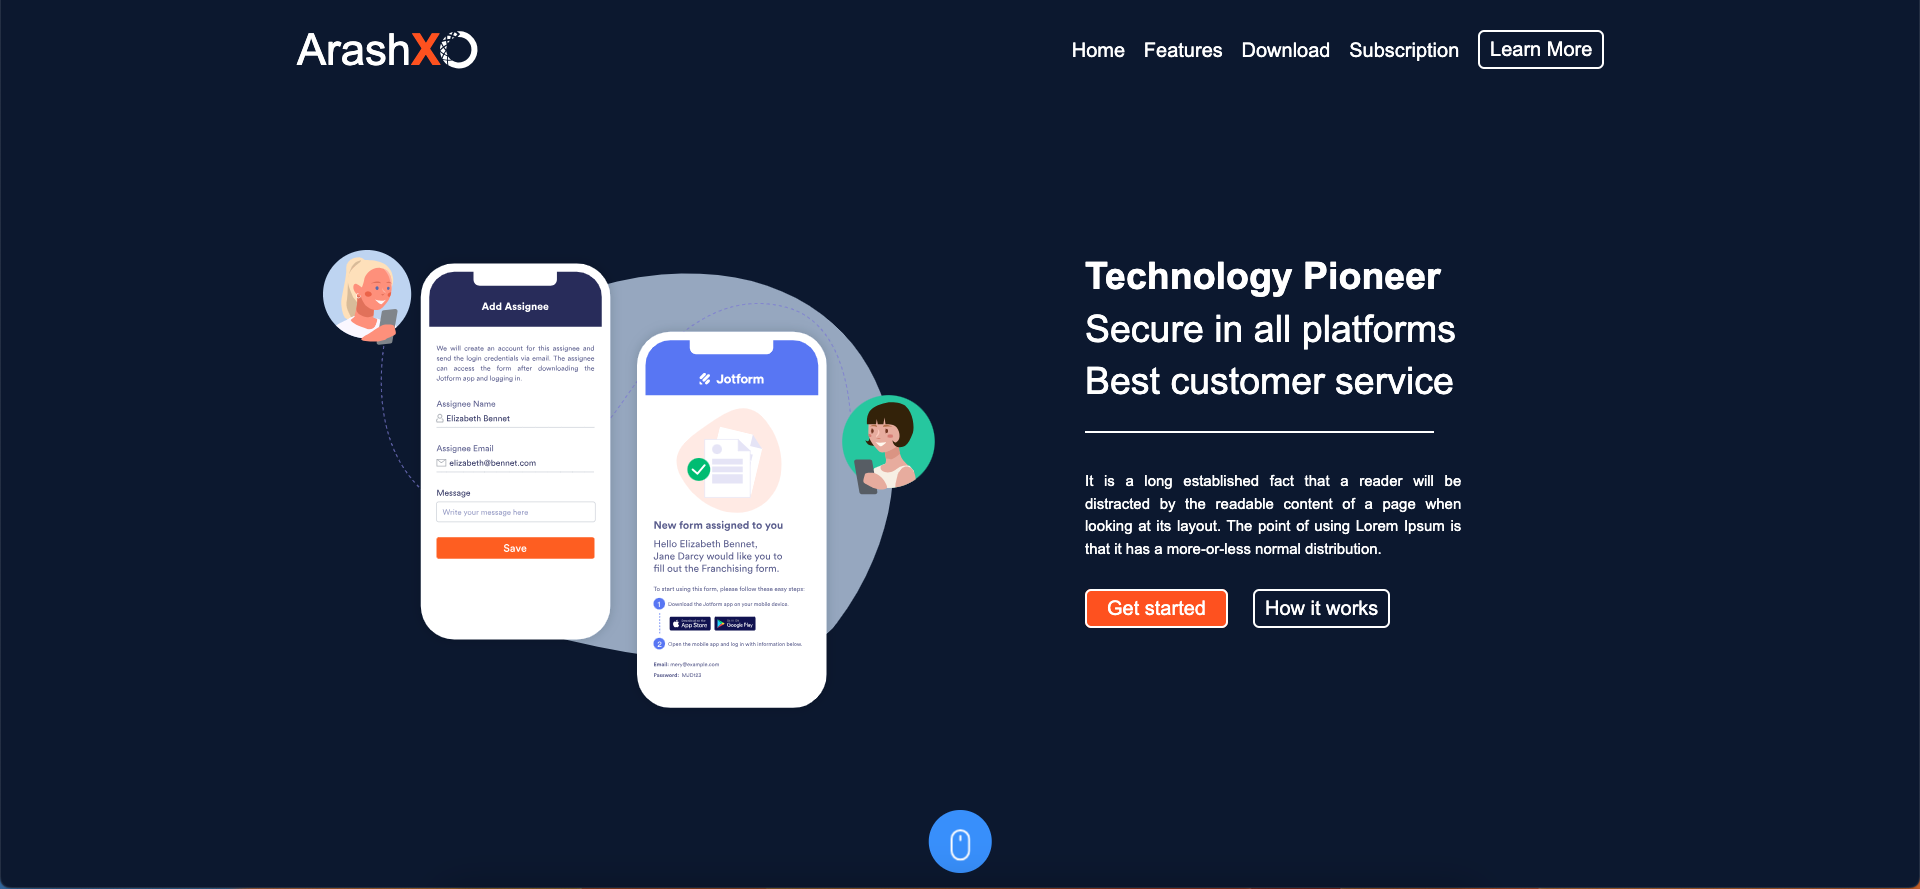 ArashXO
Home Features Download Subscription Learn More
Add Assignee
We will create an account for this assignee and
send the login credentials via email. The assignee
can access the form after downloading the
Jotform app and logging in.
Assignee Name
Elizabeth Bennet
Assignee Email
elizabeth@bennet.com
Message
Write your message here
Save
Jotform
New form assigned to you
Hello Elizabeth Bennet,
Jane Darcy would like you to
fill out the Franchising form.
To start using this form, please follow these easy steps:
1 Download the Jotform app on your mobile device.
App Store
Google Play
2 Open the mobile app and log in with information below.
Email: mery@example.com
Password:
Technology Pioneer
Secure in all platforms
Best customer service
It is a long established fact that a reader will be
distracted by the readable content of a page when
looking at its layout. The point of using Lorem Ipsum is
that it has a more-or-less normal distribution.
Get started How it works